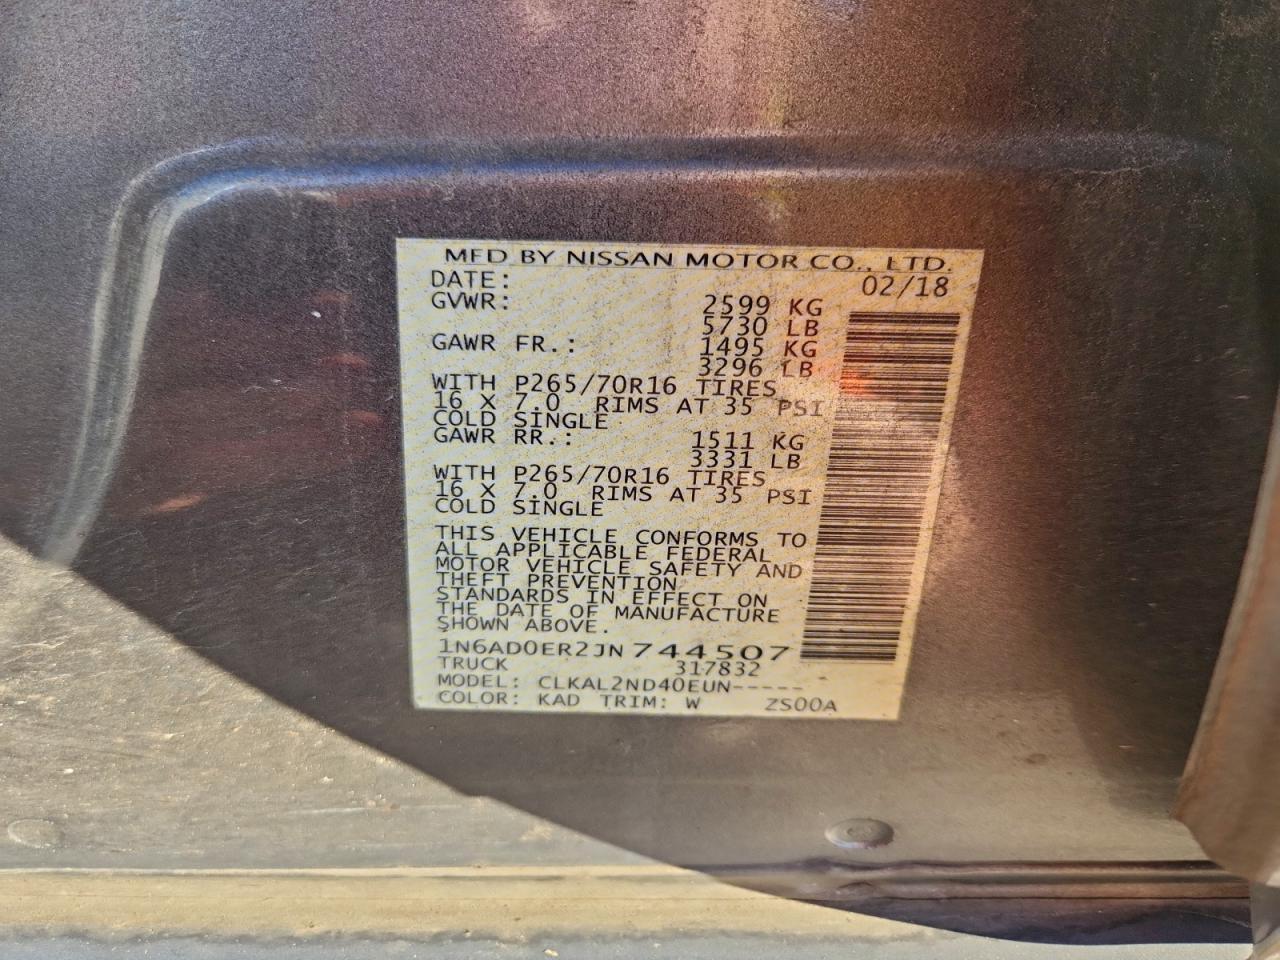 MFD BY NISSAN MOTOR CO., LTD.
DATE: 02/18
GVWR: 2599 KG
5730 LB
GAWR FR.: 1495 KG
3296 LB
WITH P265/70R16 TIRES
16 X 7.0 RIMS AT 35 PSI
COLD SINGLE
GAWR RR.: 1511 KG
3331 LB
WITH P265/70R16 TIRES
16 X 7.0 RIMS AT 35 PSI
COLD SINGLE
THIS VEHICLE CONFORMS TO
ALL APPLICABLE FEDERAL
MOTOR VEHICLE SAFETY AND
THEFT PREVENTION
STANDARDS IN EFFECT ON
THE DATE OF MANUFACTURE
SHOWN ABOVE.
1N6AD0ER2JN744507
TRUCK 317832
MODEL: CLKAL2ND40EUN-----
COLOR: KAD TRIM: W ZS00A